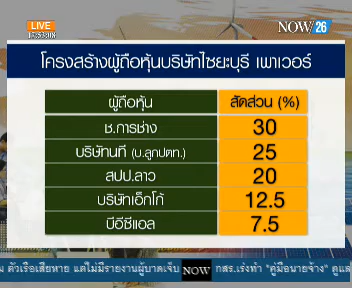 LIVE
17:53:08
NOW 26
โครงสร้างผู้ถือหุ้นบริษัทไซยะบุรี เพาเวอร์
ผู้ถือหุ้น สัดส่วน (%)
ช.การช่าง 30
บริษัทนที (บ.ลูกปตท.) 25
สปป.ลาว 20
บริษัทเอ็กโก้ 12.5
บีอีซีแอล 7.5
ตัวเรือเสียหาย แต่ไม่มีรายงานผู้บาดเจ็บ NOW กสร.เร่งทำ "คู่มือนายจ้าง" ดูแล